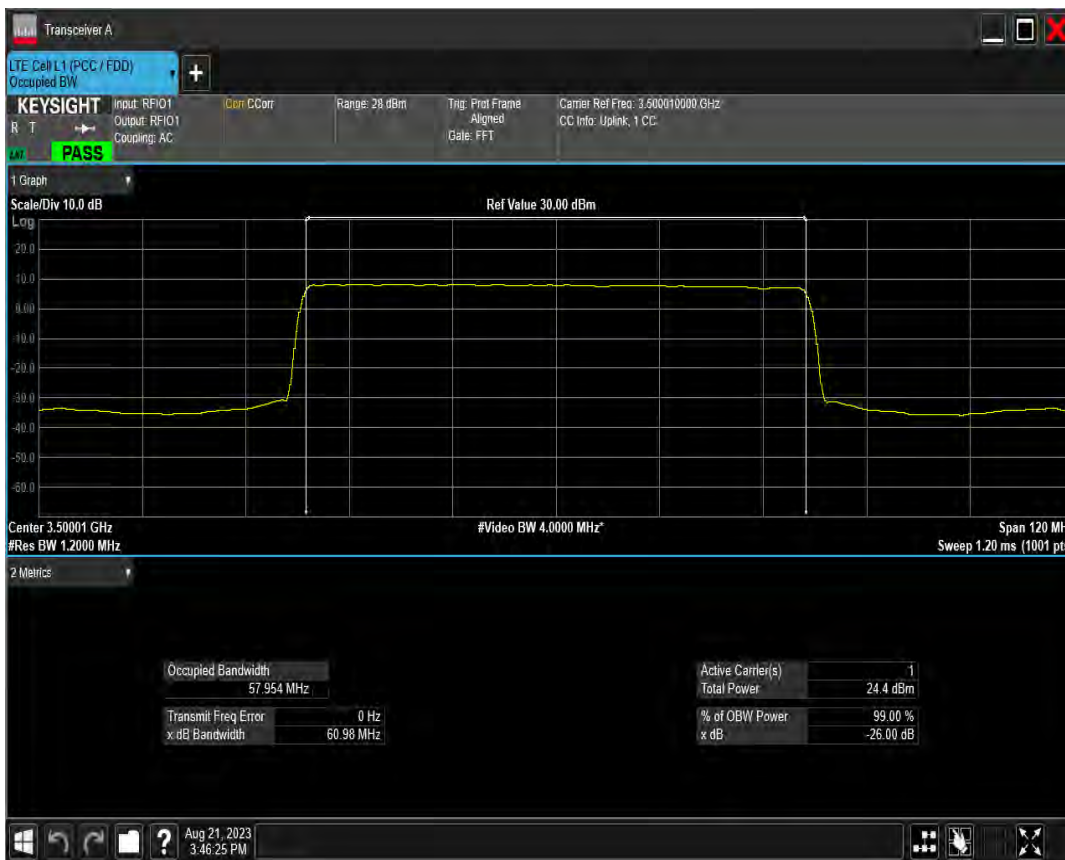 Transceiver A
LTE Cell L1 (PCC / FDD)
Occupied BW
KEYSIGHT
R T
LXI
PASS
Input: RFIO1
Output: RFIO1
Coupling: AC
Corr CCorr
Range: 28 dBm
Trig: Prot Frame
Aligned
Gate: FFT
Carrier Ref Freq: 3.500010000 GHz
CC Info: Uplink, 1 CC
1 Graph
Scale/Div 10.0 dB
Ref Value 30.00 dBm
Log
20.0
10.0
0.00
-10.0
-20.0
-30.0
-40.0
-50.0
-60.0
Center 3.50001 GHz
#Video BW 4.0000 MHz*
Span 120 MH
#Res BW 1.2000 MHz
Sweep 1.20 ms (1001 pts
2 Metrics
Occupied Bandwidth
57.954 MHz
Transmit Freq Error 0 Hz
x dB Bandwidth 60.98 MHz
Active Carrier(s) 1
Total Power 24.4 dBm
% of OBW Power 99.00 %
x dB -26.00 dB
?
Aug 21, 2023
3:46:25 PM